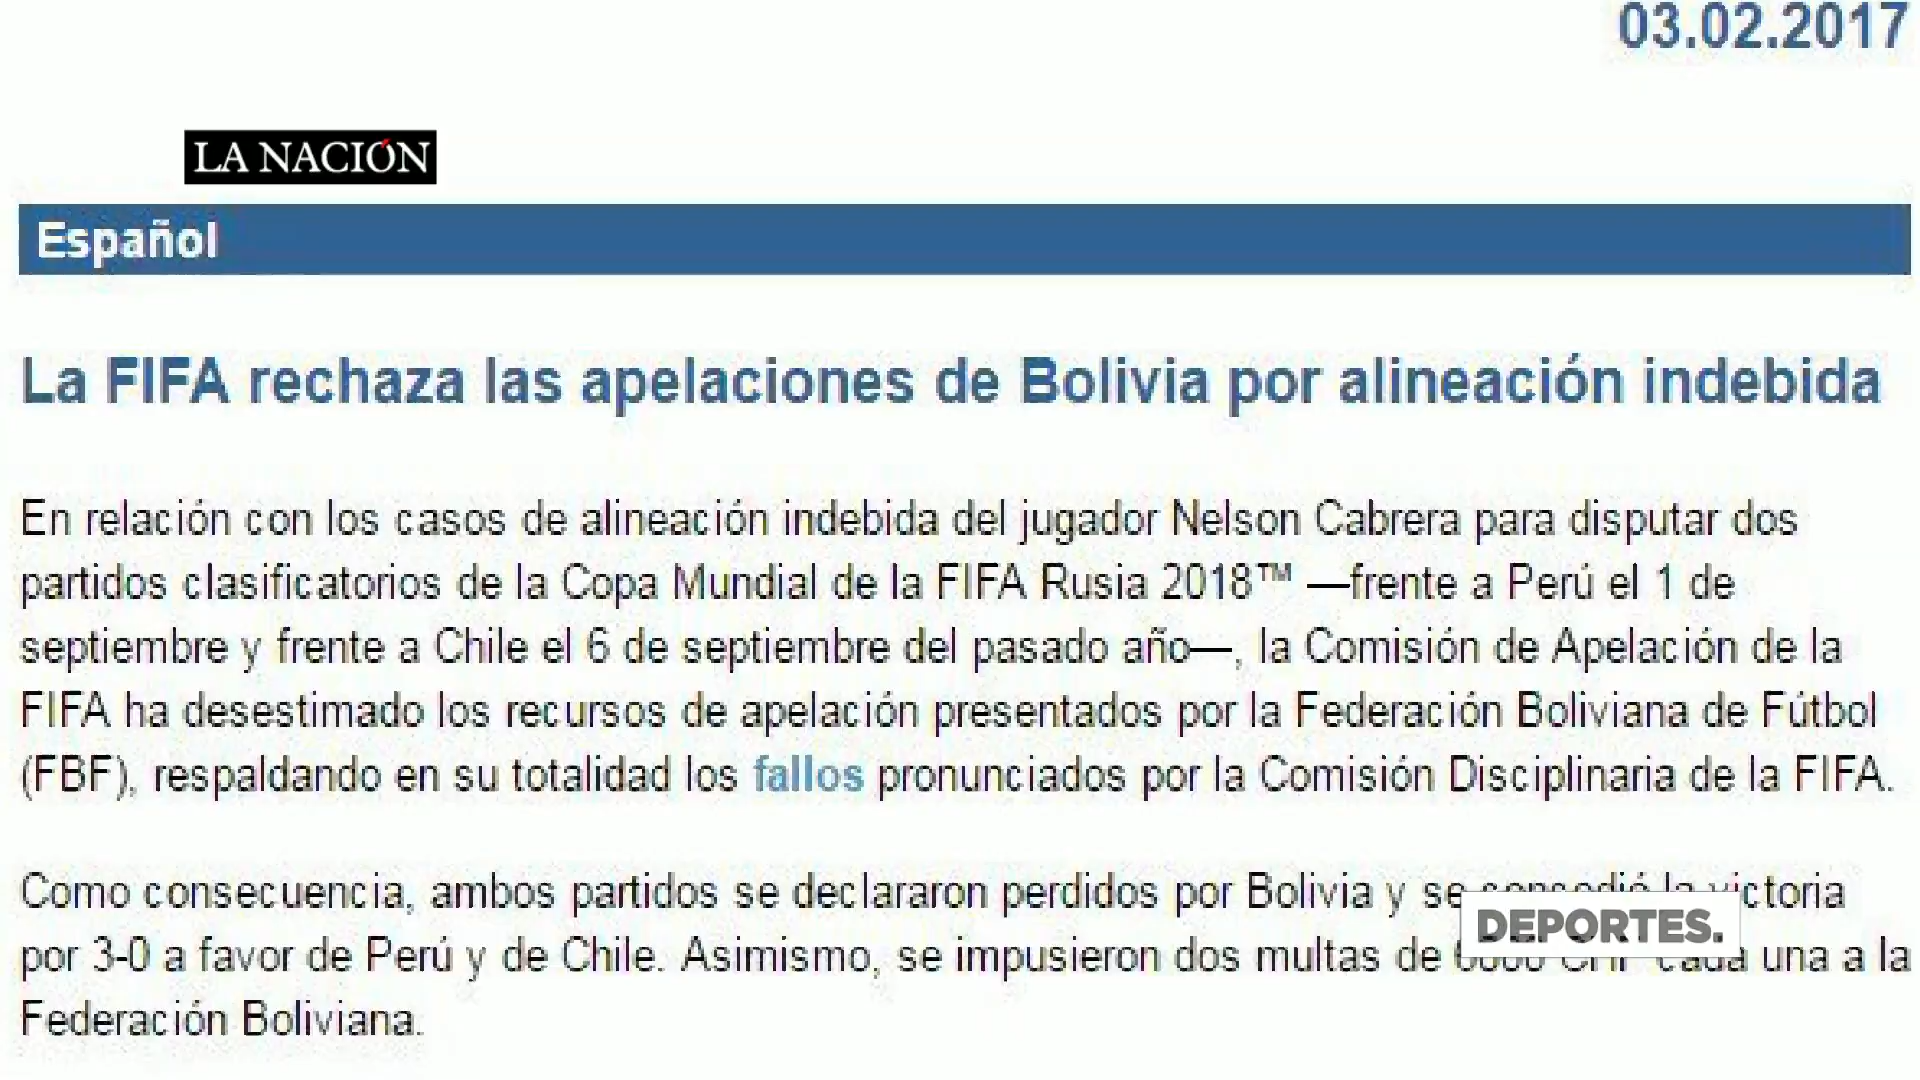 03.02.2017
LA NACIÓN
Español
La FIFA rechaza las apelaciones de Bolivia por alineación indebida
En relación con los casos de alineación indebida del jugador Nelson Cabrera para disputar dos
partidos clasificatorios de la Copa Mundial de la FIFA Rusia 2018™ —frente a Perú el 1 de
septiembre y frente a Chile el 6 de septiembre del pasado año—, la Comisión de Apelación de la
FIFA ha desestimado los recursos de apelación presentados por la Federación Boliviana de Fútbol
(FBF), respaldando en su totalidad los fallos pronunciados por la Comisión Disciplinaria de la FIFA.
Como consecuencia, ambos partidos se declararon perdidos por Bolivia y se concedió la victoria
DEPORTES.
por 3-0 a favor de Perú y de Chile. Asimismo, se impusieron dos multas de cada una a la
Federación Boliviana.